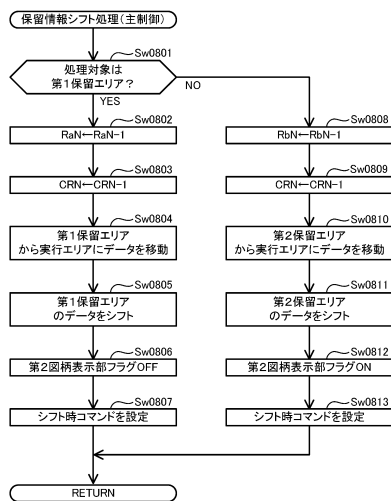 保留情報シフト処理(主制御)
Sw0801
処理対象は
第1保留エリア?
NO
YES
Sw0802
RaN←RaN-1
Sw0803
CRN←CRN-1
Sw0804
第1保留エリア
から実行エリアにデータを移動
Sw0805
第1保留エリア
のデータをシフト
Sw0806
第2図柄表示部フラグOFF
Sw0807
シフト時コマンドを設定
Sw0808
RbN←RbN-1
Sw0809
CRN←CRN-1
Sw0810
第2保留エリア
から実行エリアにデータを移動
Sw0811
第2保留エリア
のデータをシフト
Sw0812
第2図柄表示部フラグON
Sw0813
シフト時コマンドを設定
RETURN